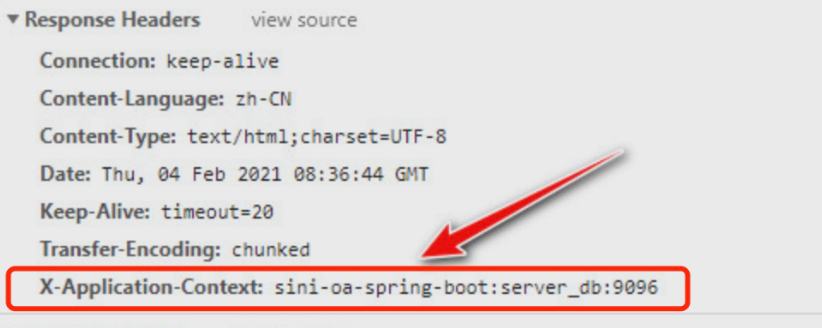 ▼ Response Headers view source
Connection: keep-alive
Content-Language: zh-CN
Content-Type: text/html;charset=UTF-8
Date: Thu, 04 Feb 2021 08:36:44 GMT
Keep-Alive: timeout=20
Transfer-Encoding: chunked
X-Application-Context: sini-oa-spring-boot:server_db:9096